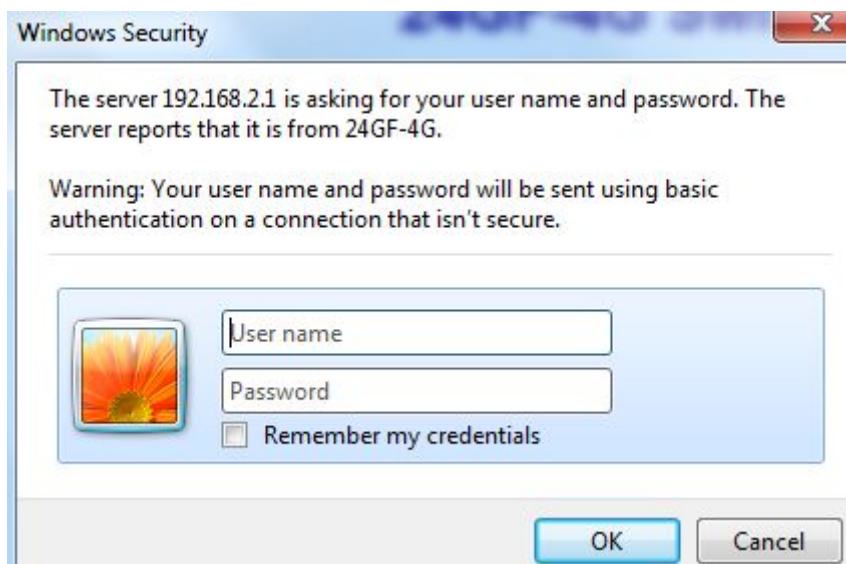 24GF-4G
Windows Security
The server 192.168.2.1 is asking for your user name and password. The
server reports that it is from 24GF-4G.
Warning: Your user name and password will be sent using basic
authentication on a connection that isn't secure.
User name
Password
Remember my credentials
OK
Cancel